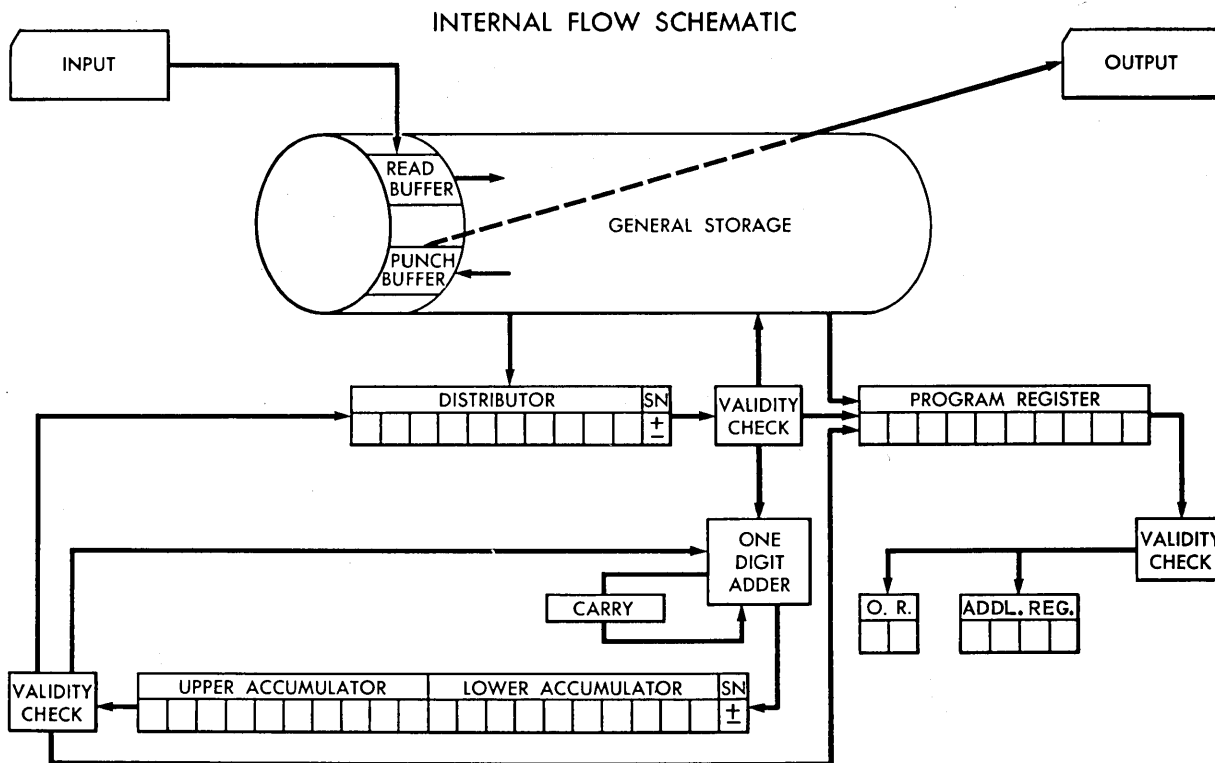 INTERNAL FLOW SCHEMATIC
INPUT
OUTPUT
READ
BUFFER
GENERAL STORAGE
PUNCH
BUFFER
DISTRIBUTOR
SN
+
-
VALIDITY
CHECK
PROGRAM REGISTER
ONE
DIGIT
ADDER
VALIDITY
CHECK
CARRY
O. R.
ADDL. REG.
VALIDITY
CHECK
UPPER ACCUMULATOR
LOWER ACCUMULATOR
SN
+
-